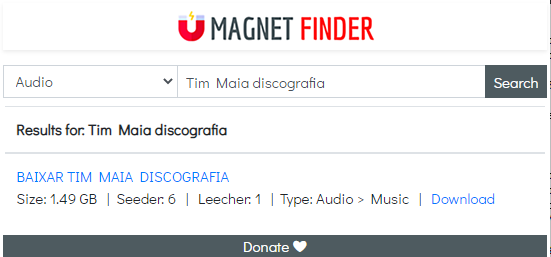 MAGNET FINDER
Audio Tim Maia discografia Search
Results for: Tim Maia discografia
BAIXAR TIM MAIA DISCOGRAFIA
Size: 1.49 GB | Seeder: 6 | Leecher: 1 | Type: Audio > Music | Download
Donate